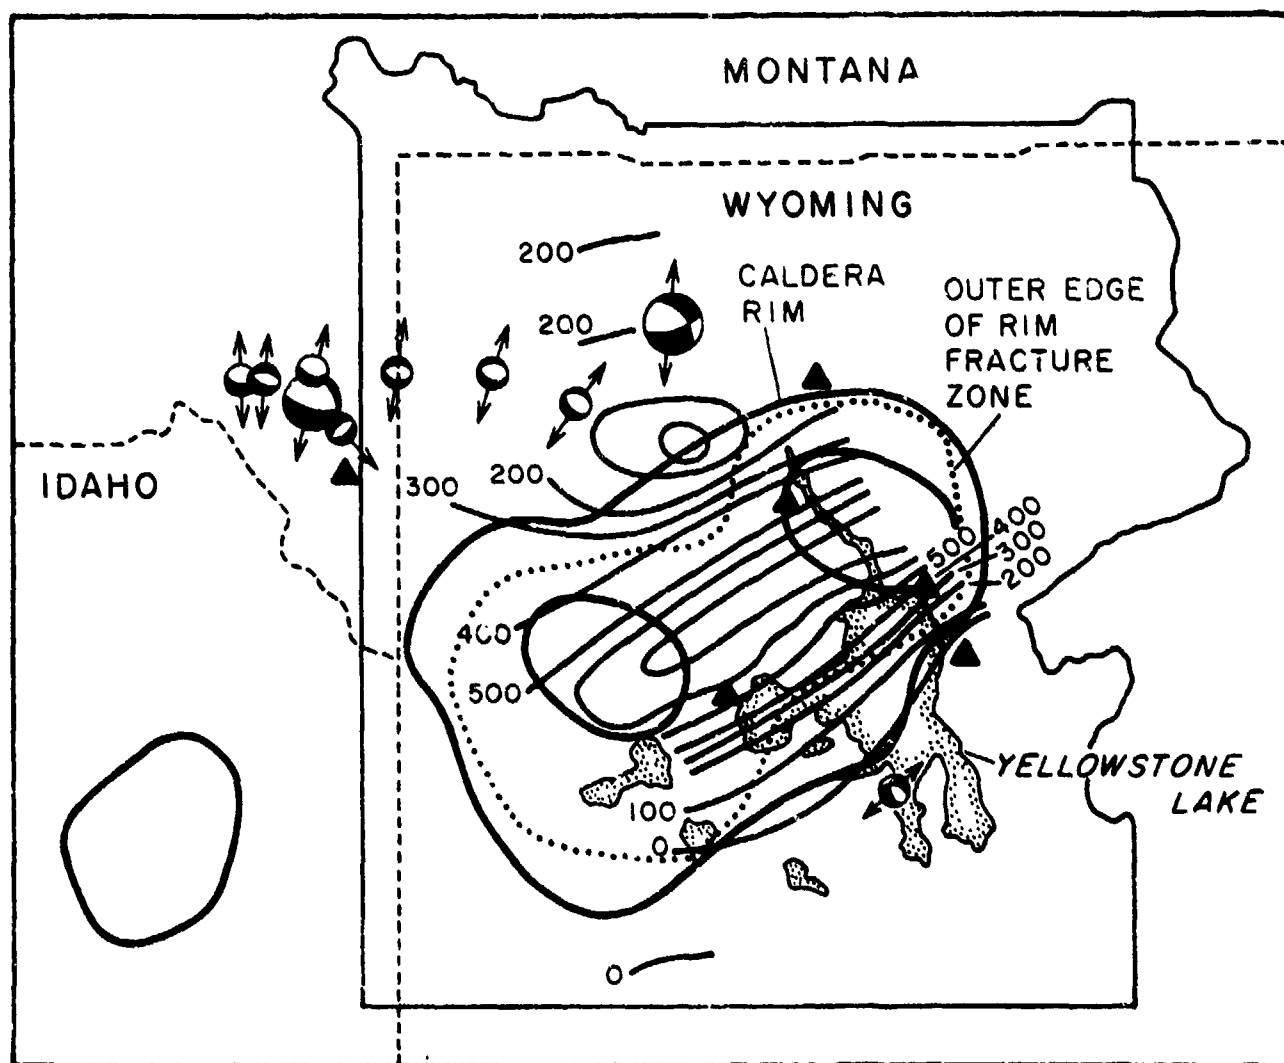 MONTANA
WYOMING
200
CALDERA
RIM
OUTER EDGE
OF RIM
FRACTURE
ZONE
200
IDAHO
300
200
500
400
300
200
400
500
YELLOWSTONE
LAKE
100
0
0